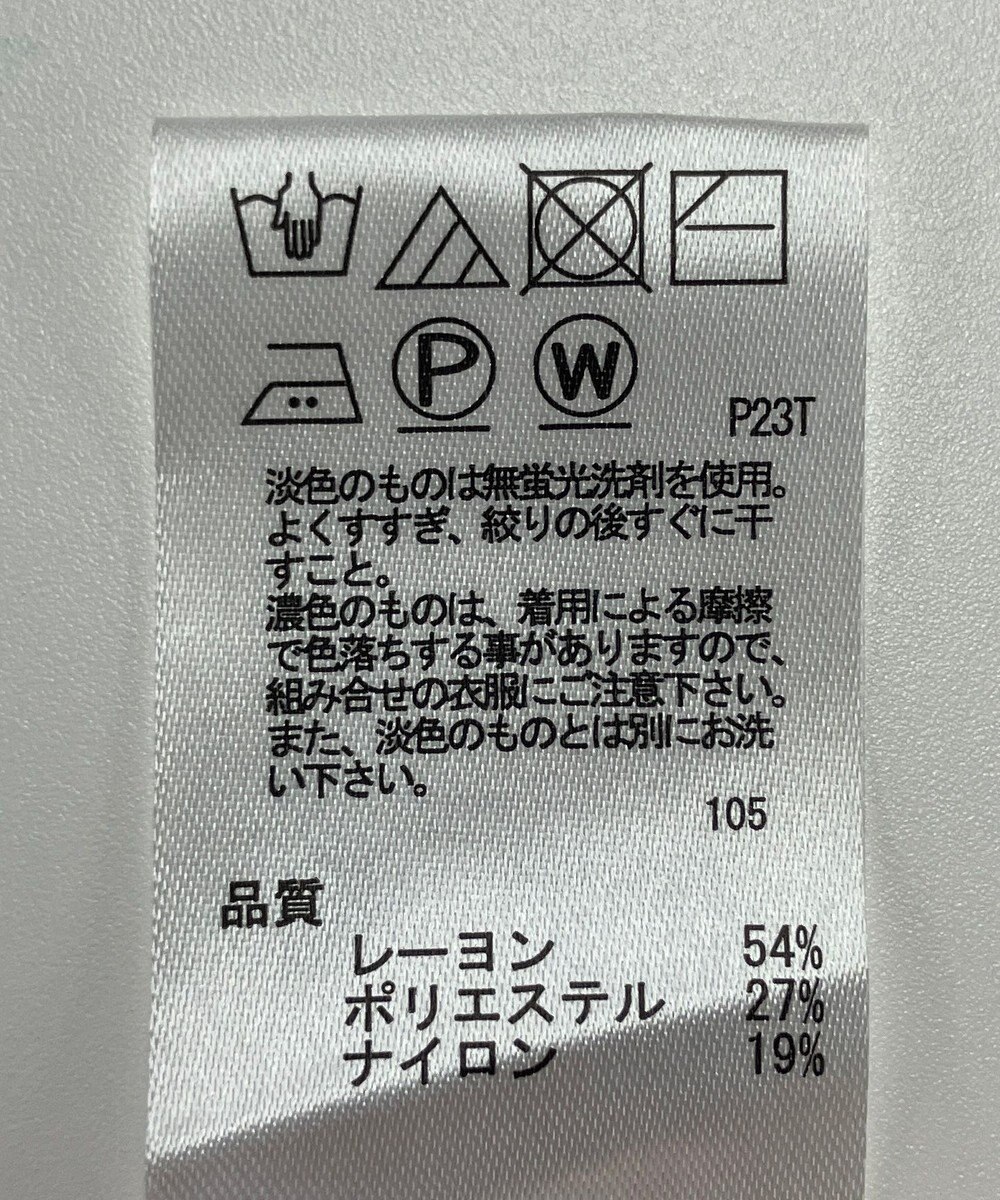 P W P23T
淡色のものは無蛍光洗剤を使用。
よくすすぎ、絞りの後すぐに干
すこと。
濃色のものは、着用による摩擦
で色落ちする事がありますので、
組み合せの衣服にご注意下さい。
また、淡色のものとは別にお洗
い下さい。
105
品質
レーヨン 54%
ポリエステル 27%
ナイロン 19%